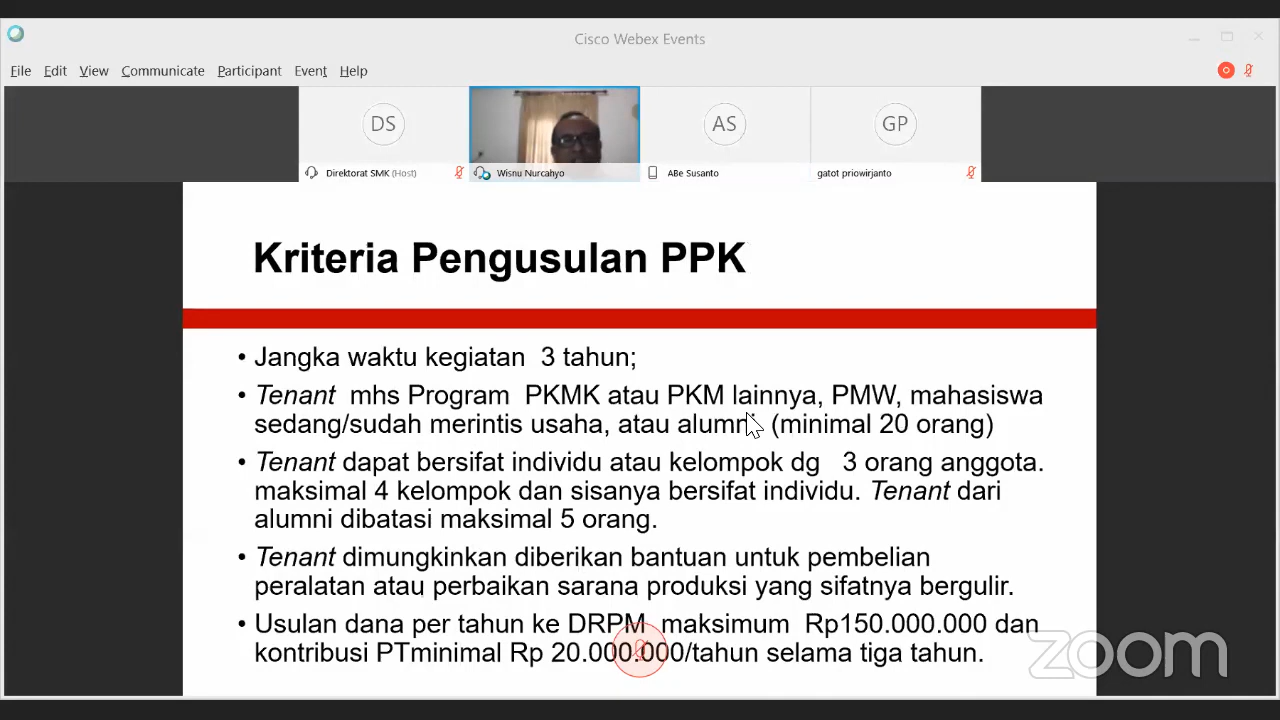 Cisco Webex Events
File Edit View Communicate Participant Event Help
DS AS GP
Direktorat SMK (Host) Wisnu Nurcahyo ABe Susanto gatot priowirjanto
Kriteria Pengusulan PPK
• Jangka waktu kegiatan 3 tahun;
• Tenant mhs Program PKMK atau PKM lainnya, PMW, mahasiswa
sedang/sudah merintis usaha, atau alumni (minimal 20 orang)
• Tenant dapat bersifat individu atau kelompok dg 3 orang anggota.
maksimal 4 kelompok dan sisanya bersifat individu. Tenant dari
alumni dibatasi maksimal 5 orang.
• Tenant dimungkinkan diberikan bantuan untuk pembelian
peralatan atau perbaikan sarana produksi yang sifatnya bergulir.
• Usulan dana per tahun ke DRPM maksimum Rp150.000.000 dan
kontribusi PTminimal Rp 20.000.000/tahun selama tiga tahun.
zoom